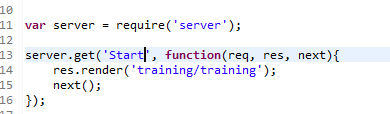 10
11 var server = require('server');
12
13 server.get('Start', function(req, res, next){
14     res.render('training/training');
15     next();
16 });